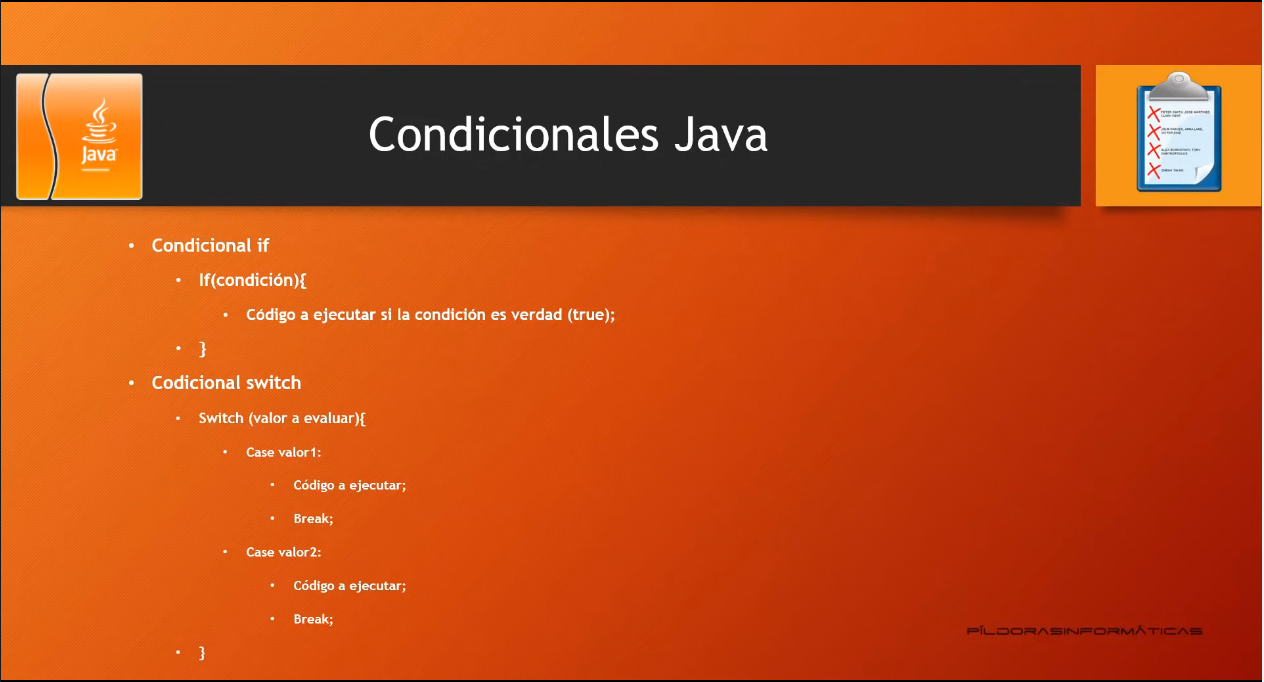 Java
Condicionales Java
• Condicional if
• If(condición){
• Código a ejecutar si la condición es verdad (true);
• }
• Codicional switch
• Switch (valor a evaluar){
• Case valor1:
• Código a ejecutar;
• Break;
• Case valor2:
• Código a ejecutar;
• Break;
• }
PÍLDORASINFORMÁTICAS